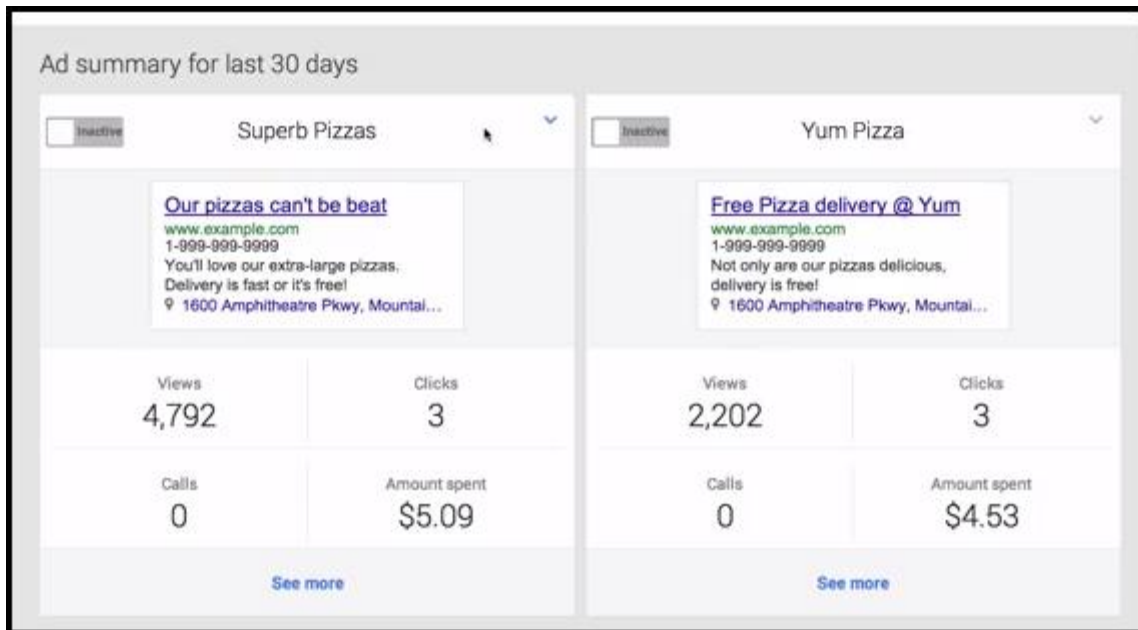 Ad summary for last 30 days
Inactive
Superb Pizzas
Our pizzas can't be beat
www.example.com
1-999-999-9999
You'll love our extra-large pizzas.
Delivery is fast or it's free!
1600 Amphitheatre Pkwy, Mountai...
Views
Clicks
4,792
3
Calls
Amount spent
0
$5.09
See more
Inactive
Yum Pizza
Free Pizza delivery @ Yum
www.example.com
1-999-999-9999
Not only are our pizzas delicious,
delivery is free!
1600 Amphitheatre Pkwy, Mountai...
Views
Clicks
2,202
3
Calls
Amount spent
0
$4.53
See more